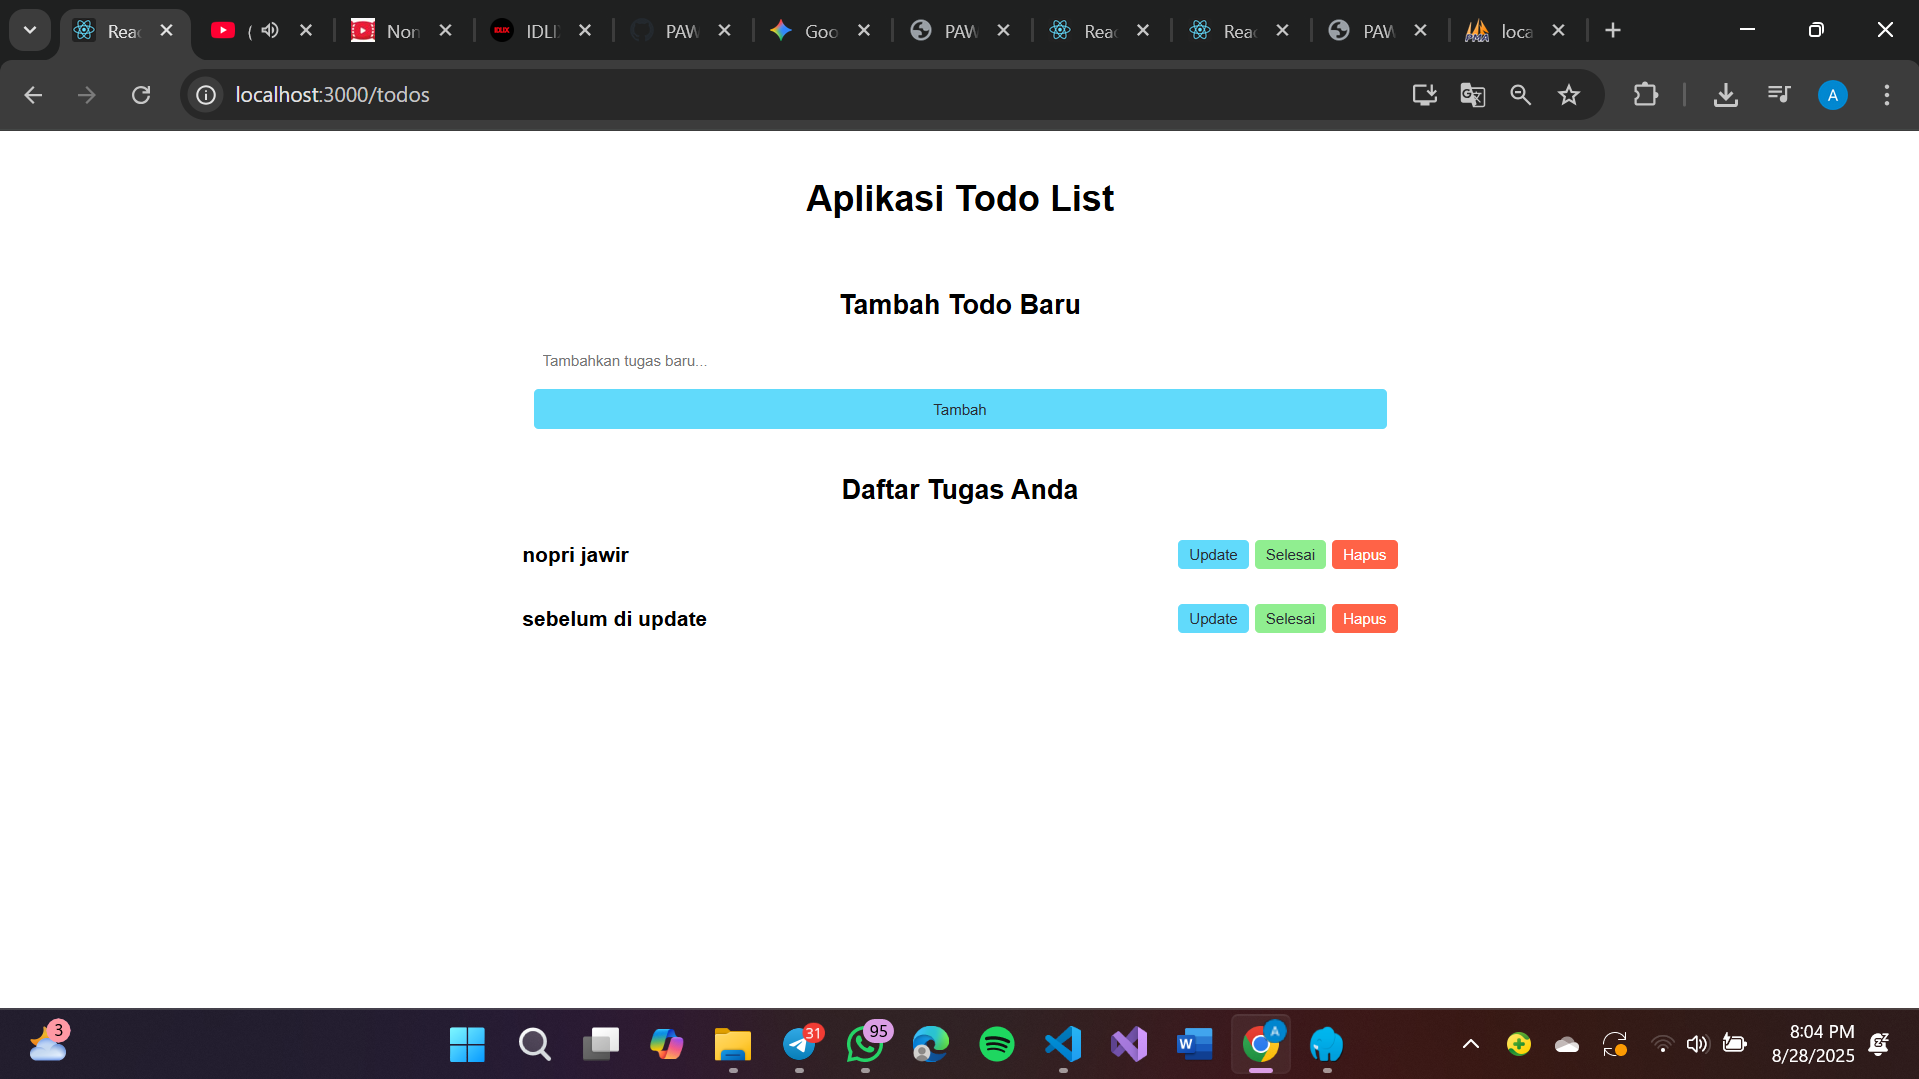 Reac
(
Non
IDLI
PAW
Goo
PAW
Reac
Reac
PAW
loca
localhost:3000/todos
A
Aplikasi Todo List
Tambah Todo Baru
Tambahkan tugas baru...
Tambah
Daftar Tugas Anda
nopri jawir
Update
Selesai
Hapus
sebelum di update
Update
Selesai
Hapus
3
31
95
A
8:04 PM
8/28/2025